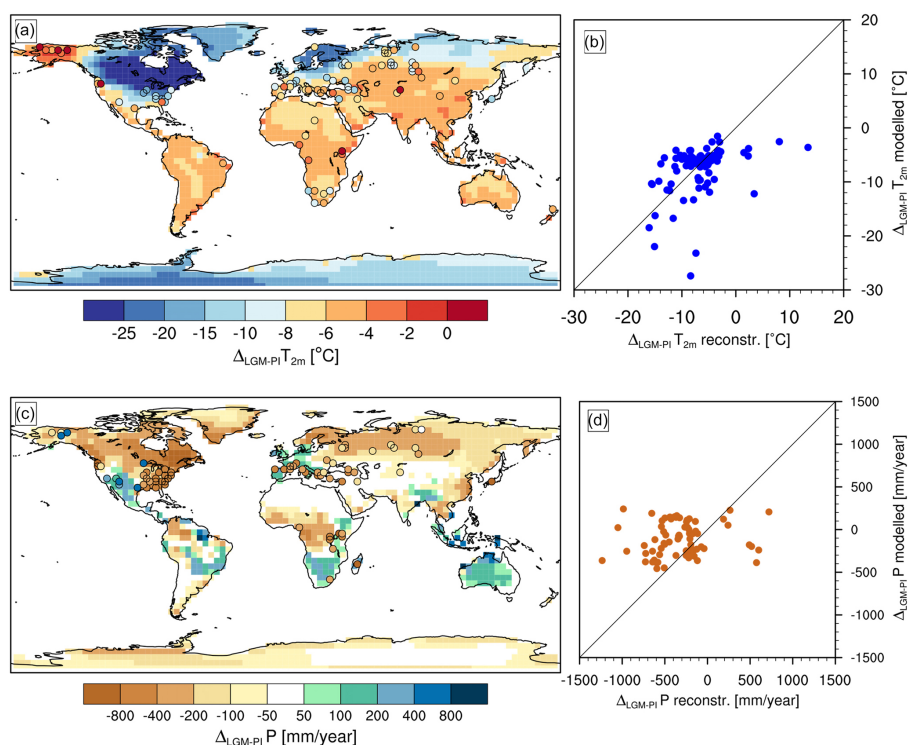 (a)
-25 -20 -15 -10 -8 -6 -4 -2 0
Δ_LGM-PI T_2m [°C]
(b)
20
10
0
-10
-20
-30
Δ_LGM-PI T_2m modelled [°C]
-30 -20 -10 0 10 20
Δ_LGM-PI T_2m reconstr. [°C]
(c)
-800 -400 -200 -100 -50 50 100 200 400 800
Δ_LGM-PI P [mm/year]
(d)
1500
1000
500
0
-500
-1000
-1500
Δ_LGM-PI P modelled [mm/year]
-1500 -1000 -500 0 500 1000 1500
Δ_LGM-PI P reconstr. [mm/year]